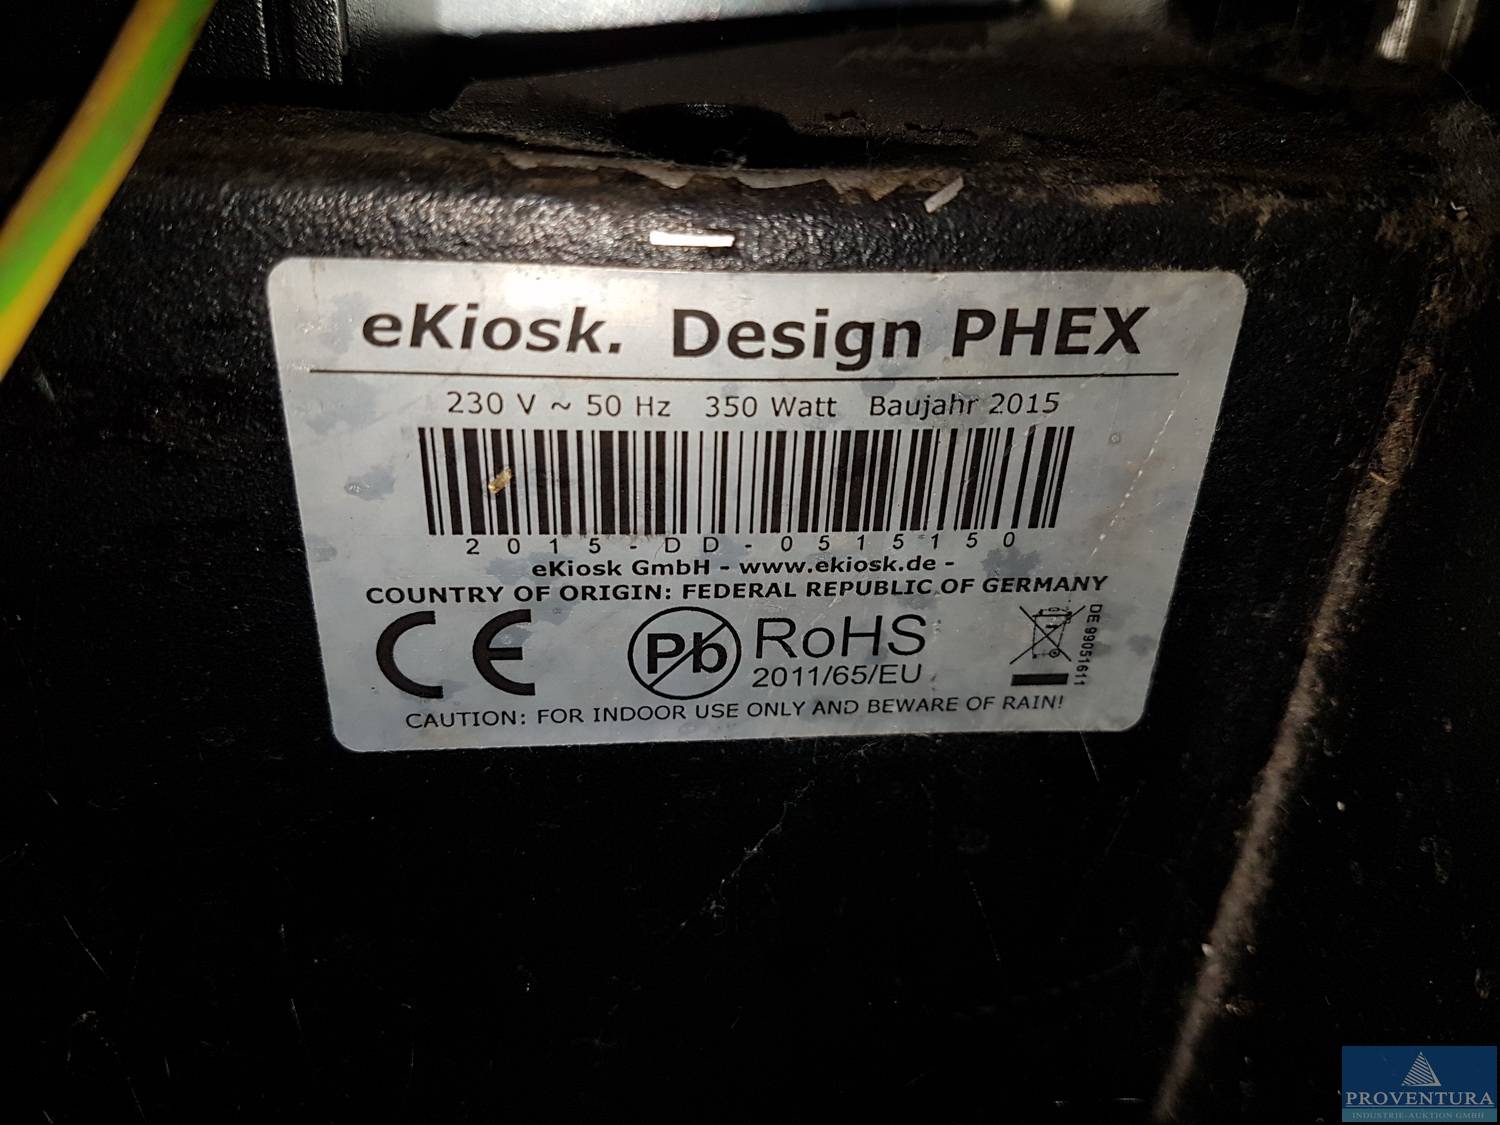 eKiosk. Design PHEX
230 V ~ 50 Hz 350 Watt Baujahr 2015
2015-DD-0515150
eKiosk GmbH - www.ekiosk.de -
COUNTRY OF ORIGIN: FEDERAL REPUBLIC OF GERMANY
CE Pb RoHS
2011/65/EU
DE 99051611
CAUTION: FOR INDOOR USE ONLY AND BEWARE OF RAIN!
PROVENTURA
INDUSTRIE-AUKTION GMBH